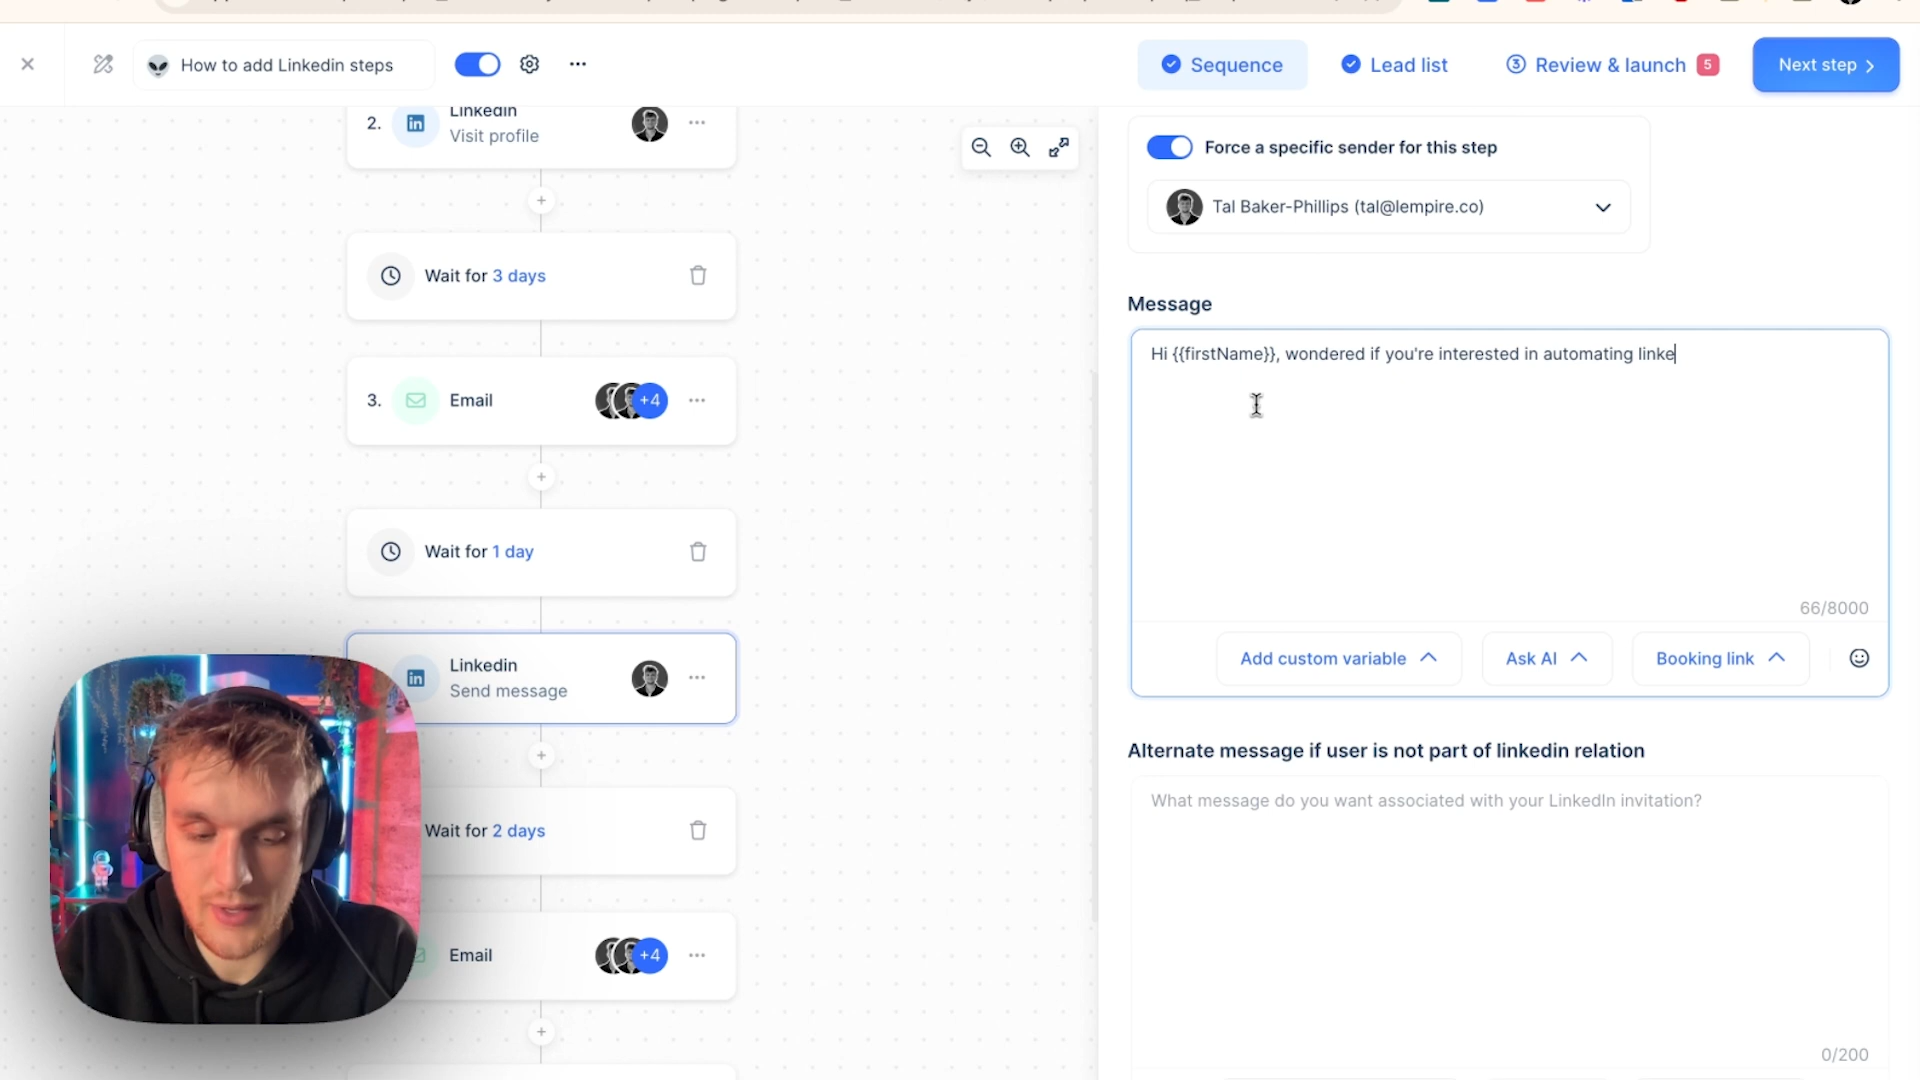 How to add Linkedin steps
Sequence
Lead list
3 Review & launch 5
Next step
2. in Linkedin
Visit profile
Wait for 3 days
3. Email +4
Wait for 1 day
in Linkedin
Send message
Wait for 2 days
Email +4
Force a specific sender for this step
Tal Baker-Phillips (tal@lempire.co)
Message
Hi {{firstName}}, wondered if you're interested in automating linke
66/8000
Add custom variable
Ask AI
Booking link
Alternate message if user is not part of linkedin relation
What message do you want associated with your LinkedIn invitation?
0/200